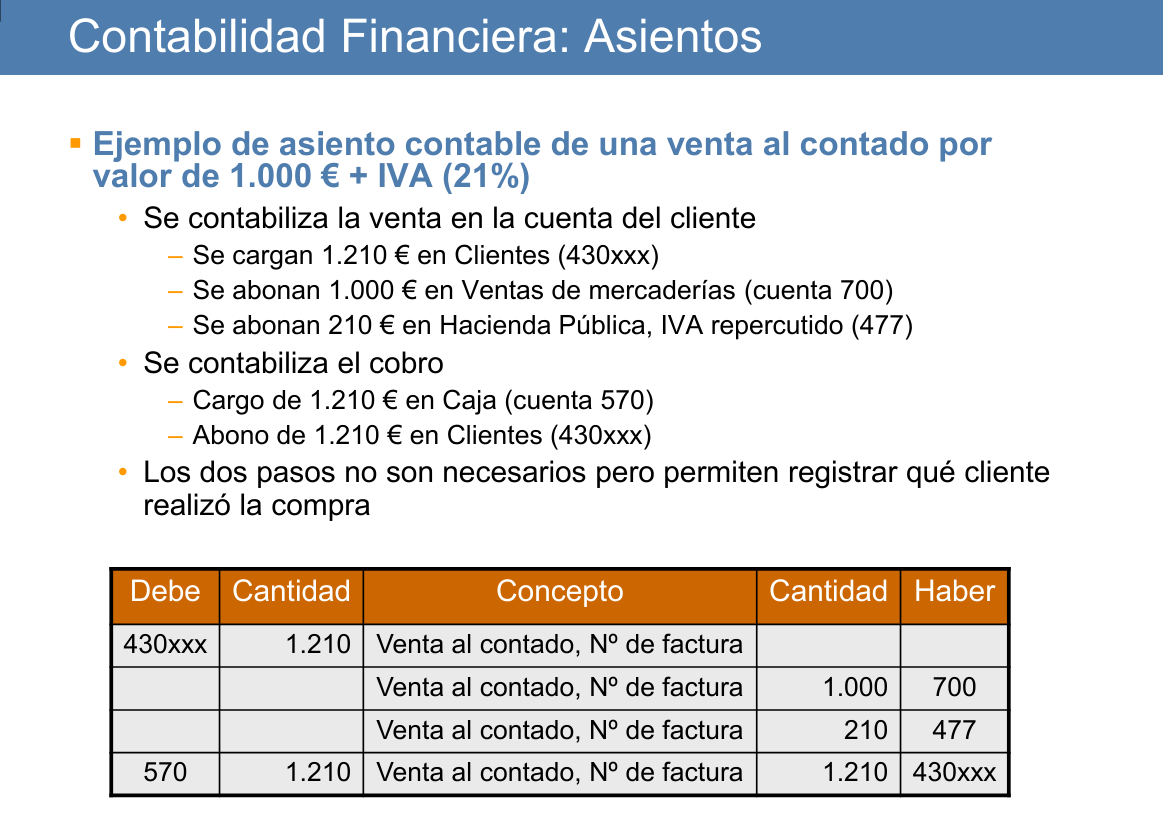 Contabilidad Financiera: Asientos
▪ Ejemplo de asiento contable de una venta al contado por
valor de 1.000 € + IVA (21%)
• Se contabiliza la venta en la cuenta del cliente
– Se cargan 1.210 € en Clientes (430xxx)
– Se abonan 1.000 € en Ventas de mercaderías (cuenta 700)
– Se abonan 210 € en Hacienda Pública, IVA repercutido (477)
• Se contabiliza el cobro
– Cargo de 1.210 € en Caja (cuenta 570)
– Abono de 1.210 € en Clientes (430xxx)
• Los dos pasos no son necesarios pero permiten registrar qué cliente
realizó la compra
Debe Cantidad Concepto Cantidad Haber
430xxx 1.210 Venta al contado, Nº de factura
Venta al contado, Nº de factura 1.000 700
Venta al contado, Nº de factura 210 477
570 1.210 Venta al contado, Nº de factura 1.210 430xxx